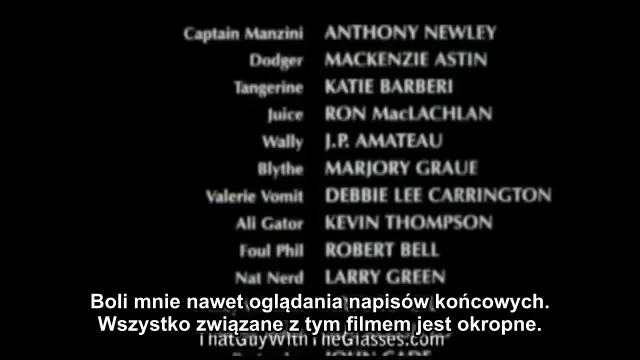 Captain Manzini ANTHONY NEWLEY
Dodger MACKENZIE ASTIN
Tangerine KATIE BARBERI
Juice RON MacLACHLAN
Wally J.P. AMATEAU
Blythe MARJORY GRAUE
Valerie Vomit DEBBIE LEE CARRINGTON
Ali Gator KEVIN THOMPSON
Foul Phil ROBERT BELL
Nat Nerd LARRY GREEN
Boli mnie nawet oglądania napisów końcowych.
Wszystko związane z tym filmem jest okropne.
ThatGuyWithTheGlasses.com